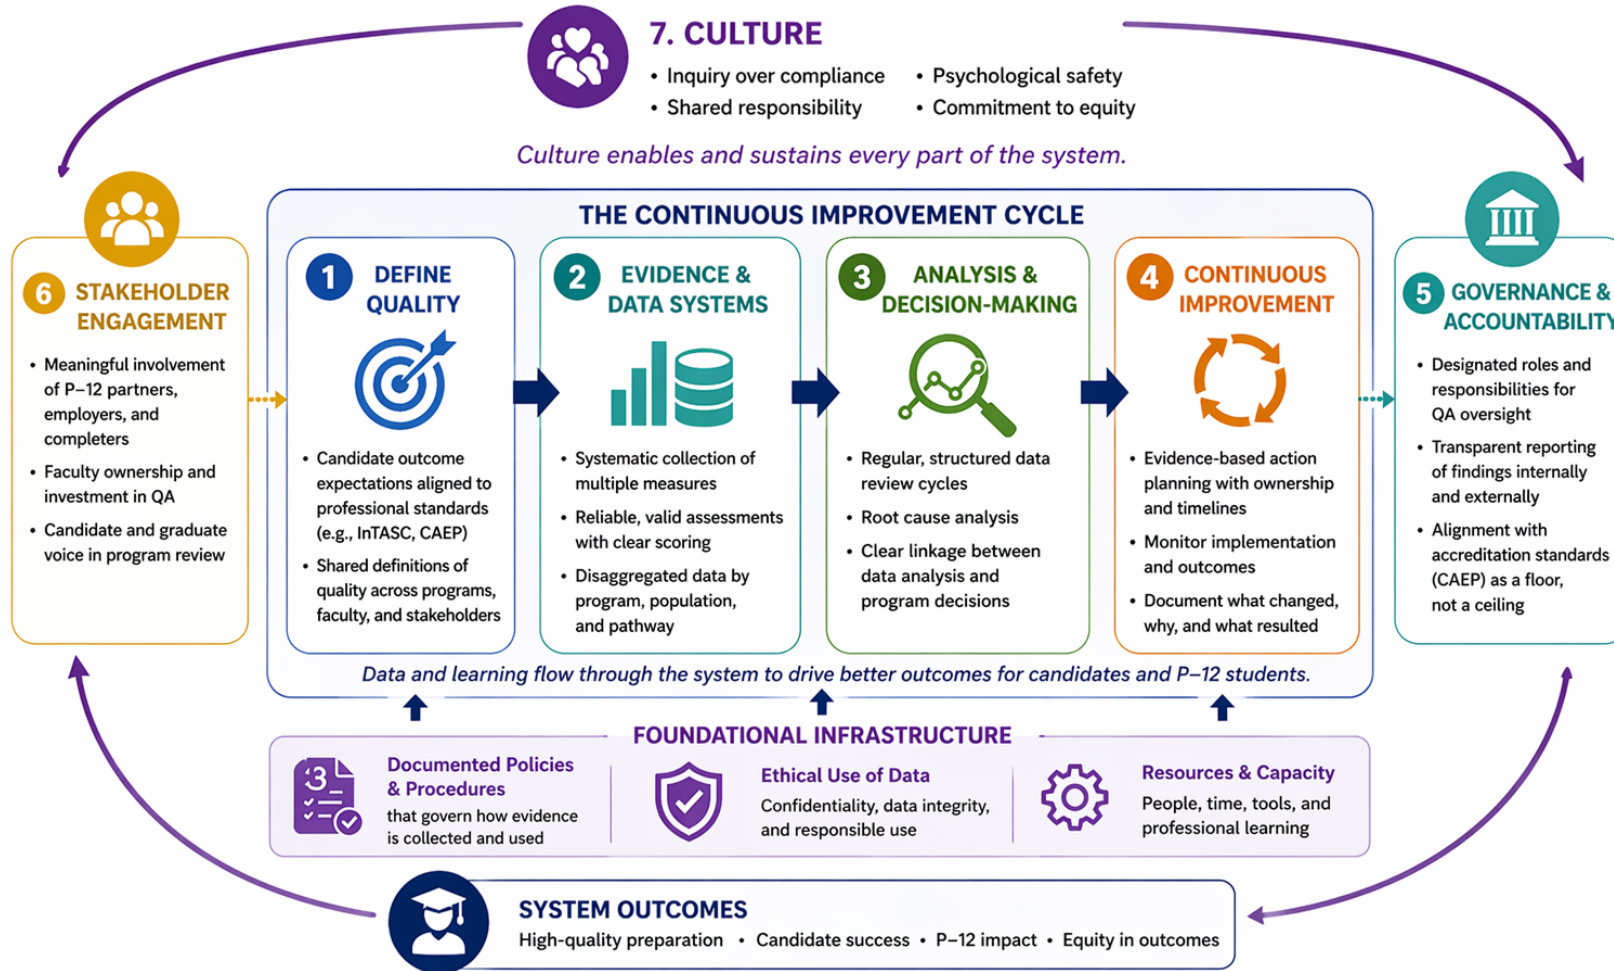 7. CULTURE
• Inquiry over compliance
• Shared responsibility
• Psychological safety
• Commitment to equity
Culture enables and sustains every part of the system.
6 STAKEHOLDER
ENGAGEMENT
• Meaningful involvement
of P–12 partners,
employers, and
completers
• Faculty ownership and
investment in QA
• Candidate and graduate
voice in program review
THE CONTINUOUS IMPROVEMENT CYCLE
1 DEFINE
QUALITY
• Candidate outcome
expectations aligned to
professional standards
(e.g., InTASC, CAEP)
• Shared definitions of
quality across programs,
faculty, and stakeholders
2 EVIDENCE &
DATA SYSTEMS
• Systematic collection of
multiple measures
• Reliable, valid assessments
with clear scoring
• Disaggregated data by
program, population,
and pathway
3 ANALYSIS &
DECISION-MAKING
• Regular, structured data
review cycles
• Root cause analysis
• Clear linkage between
data analysis and
program decisions
4 CONTINUOUS
IMPROVEMENT
• Evidence-based action
planning with ownership
and timelines
• Monitor implementation
and outcomes
• Document what changed,
why, and what resulted
Data and learning flow through the system to drive better outcomes for candidates and P–12 students.
5 GOVERNANCE &
ACCOUNTABILITY
• Designated roles and
responsibilities for
QA oversight
• Transparent reporting
of findings internally
and externally
• Alignment with
accreditation standards
(CAEP) as a floor,
not a ceiling
FOUNDATIONAL INFRASTRUCTURE
3
Documented Policies
& Procedures
that govern how evidence
is collected and used
Ethical Use of Data
Confidentiality, data integrity,
and responsible use
Resources & Capacity
People, time, tools, and
professional learning
SYSTEM OUTCOMES
High-quality preparation • Candidate success • P–12 impact • Equity in outcomes